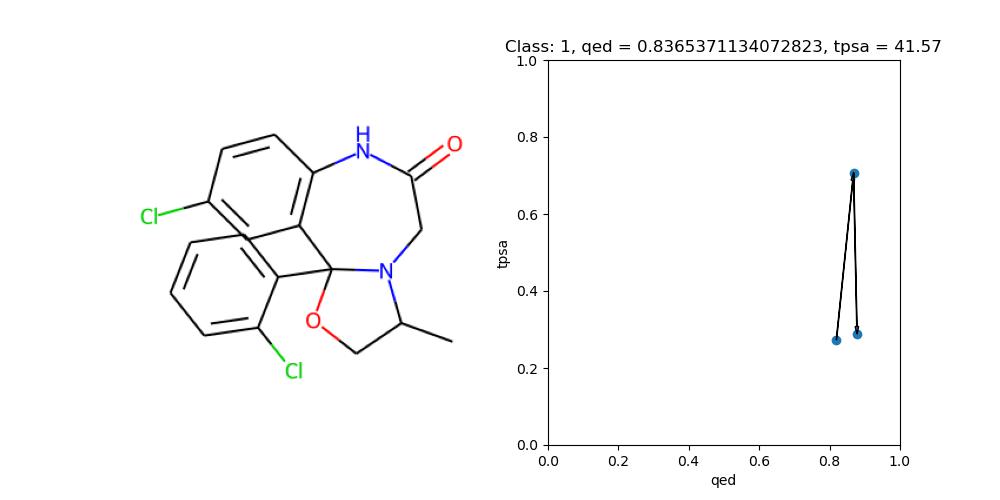 Class: 1, qed = 0.8365371134072823, tpsa = 41.57
H
N
O
Cl
N
O
Cl
tpsa
1.0
0.8
0.6
0.4
0.2
0.0
0.0 0.2 0.4 0.6 0.8 1.0
qed